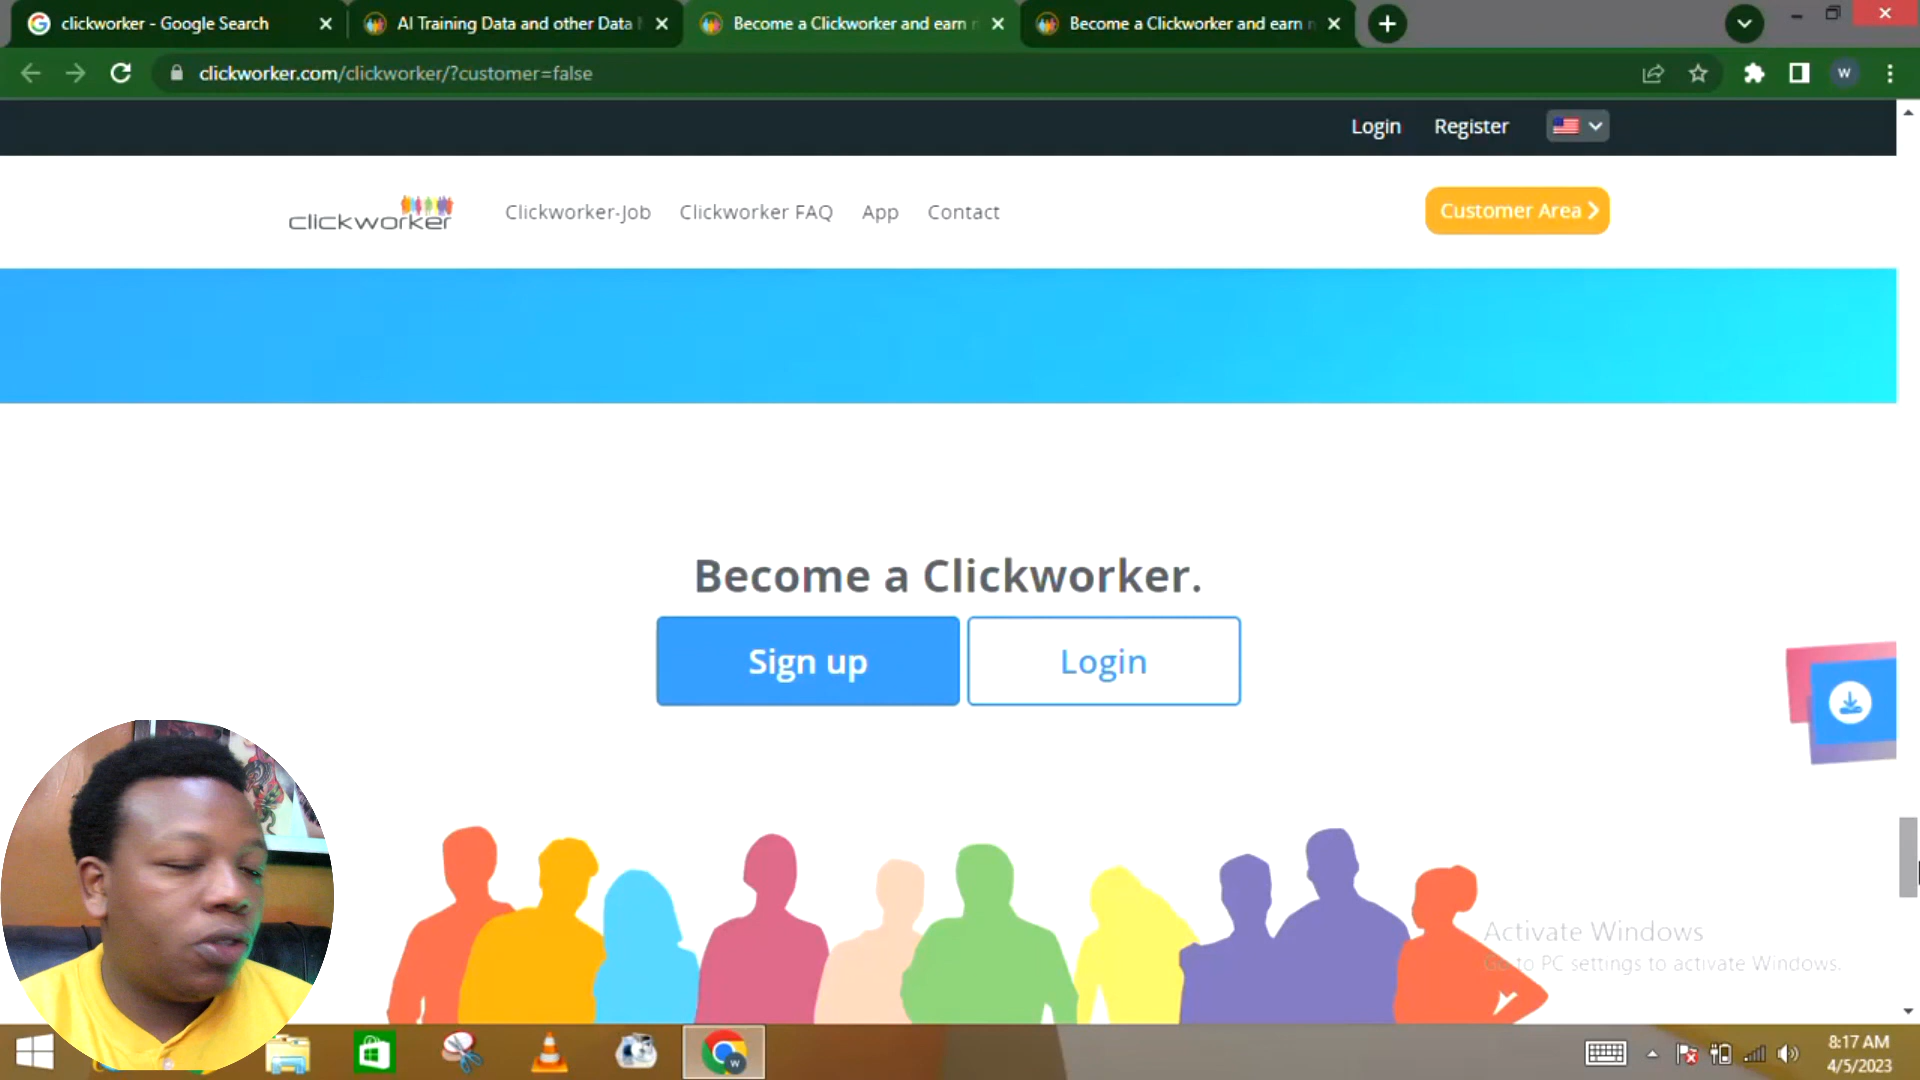 clickworker - Google Search
AI Training Data and other Data
Become a Clickworker and earn
Become a Clickworker and earn
clickworker.com/clickworker/?customer=false
W
Login
Register
clickworker
Clickworker-Job
Clickworker FAQ
App
Contact
Customer Area
Become a Clickworker.
Sign up
Login
Activate Windows
Go to PC settings to activate Windows.
W
8:17 AM
4/5/2023